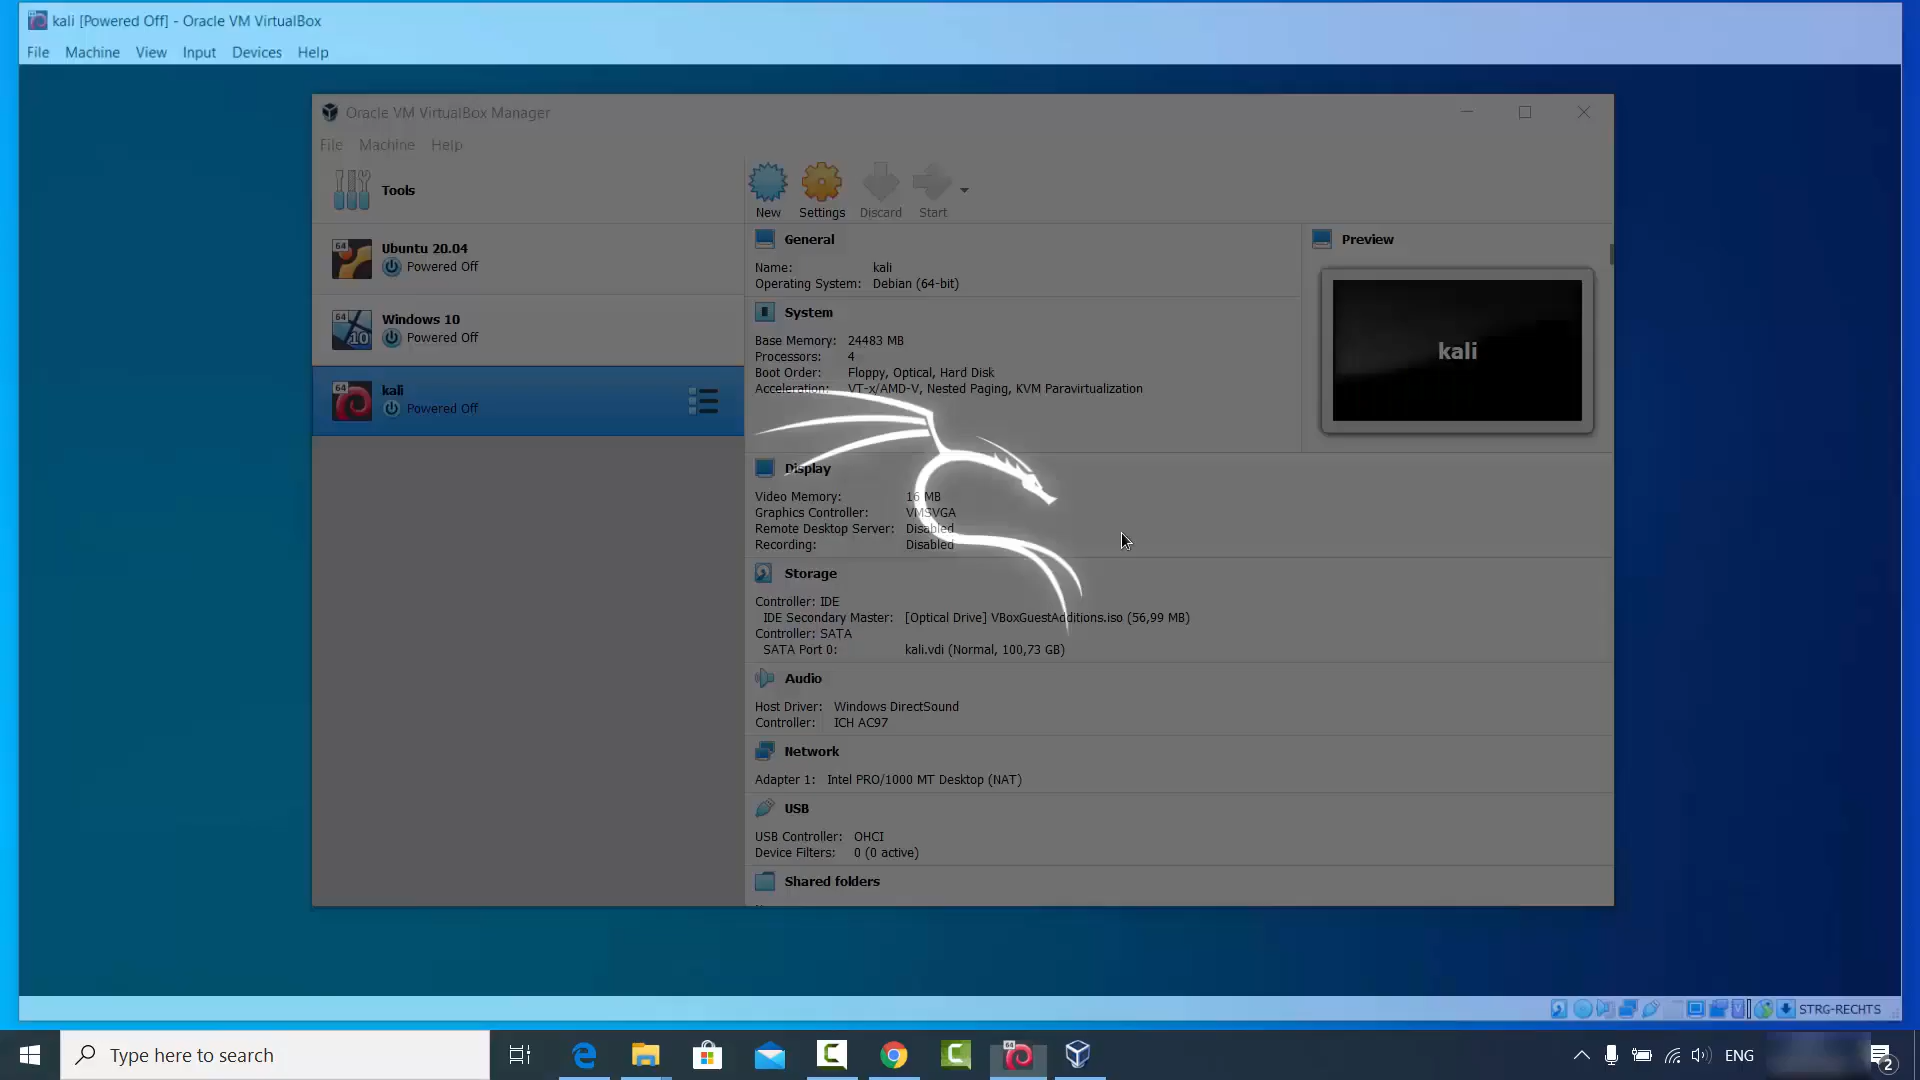 kali [Powered Off] - Oracle VM VirtualBox
File Machine View Input Devices Help
Oracle VM VirtualBox Manager
File Machine Help
Tools
New Settings Discard Start
64
Ubuntu 20.04
Powered Off
64
10
Windows 10
Powered Off
64
kali
Powered Off
General
Name: kali
Operating System: Debian (64-bit)
System
Base Memory: 24483 MB
Processors: 4
Boot Order: Floppy, Optical, Hard Disk
Acceleration: VT-x/AMD-V, Nested Paging, KVM Paravirtualization
Preview
kali
Display
Video Memory: 16 MB
Graphics Controller: VMSVGA
Remote Desktop Server: Disabled
Recording: Disabled
Storage
Controller: IDE
IDE Secondary Master: [Optical Drive] VBoxGuestAdditions.iso (56,99 MB)
Controller: SATA
SATA Port 0: kali.vdi (Normal, 100,73 GB)
Audio
Host Driver: Windows DirectSound
Controller: ICH AC97
Network
Adapter 1: Intel PRO/1000 MT Desktop (NAT)
USB
USB Controller: OHCI
Device Filters: 0 (0 active)
Shared folders
STRG-RECHTS
Type here to search
64
ENG
2